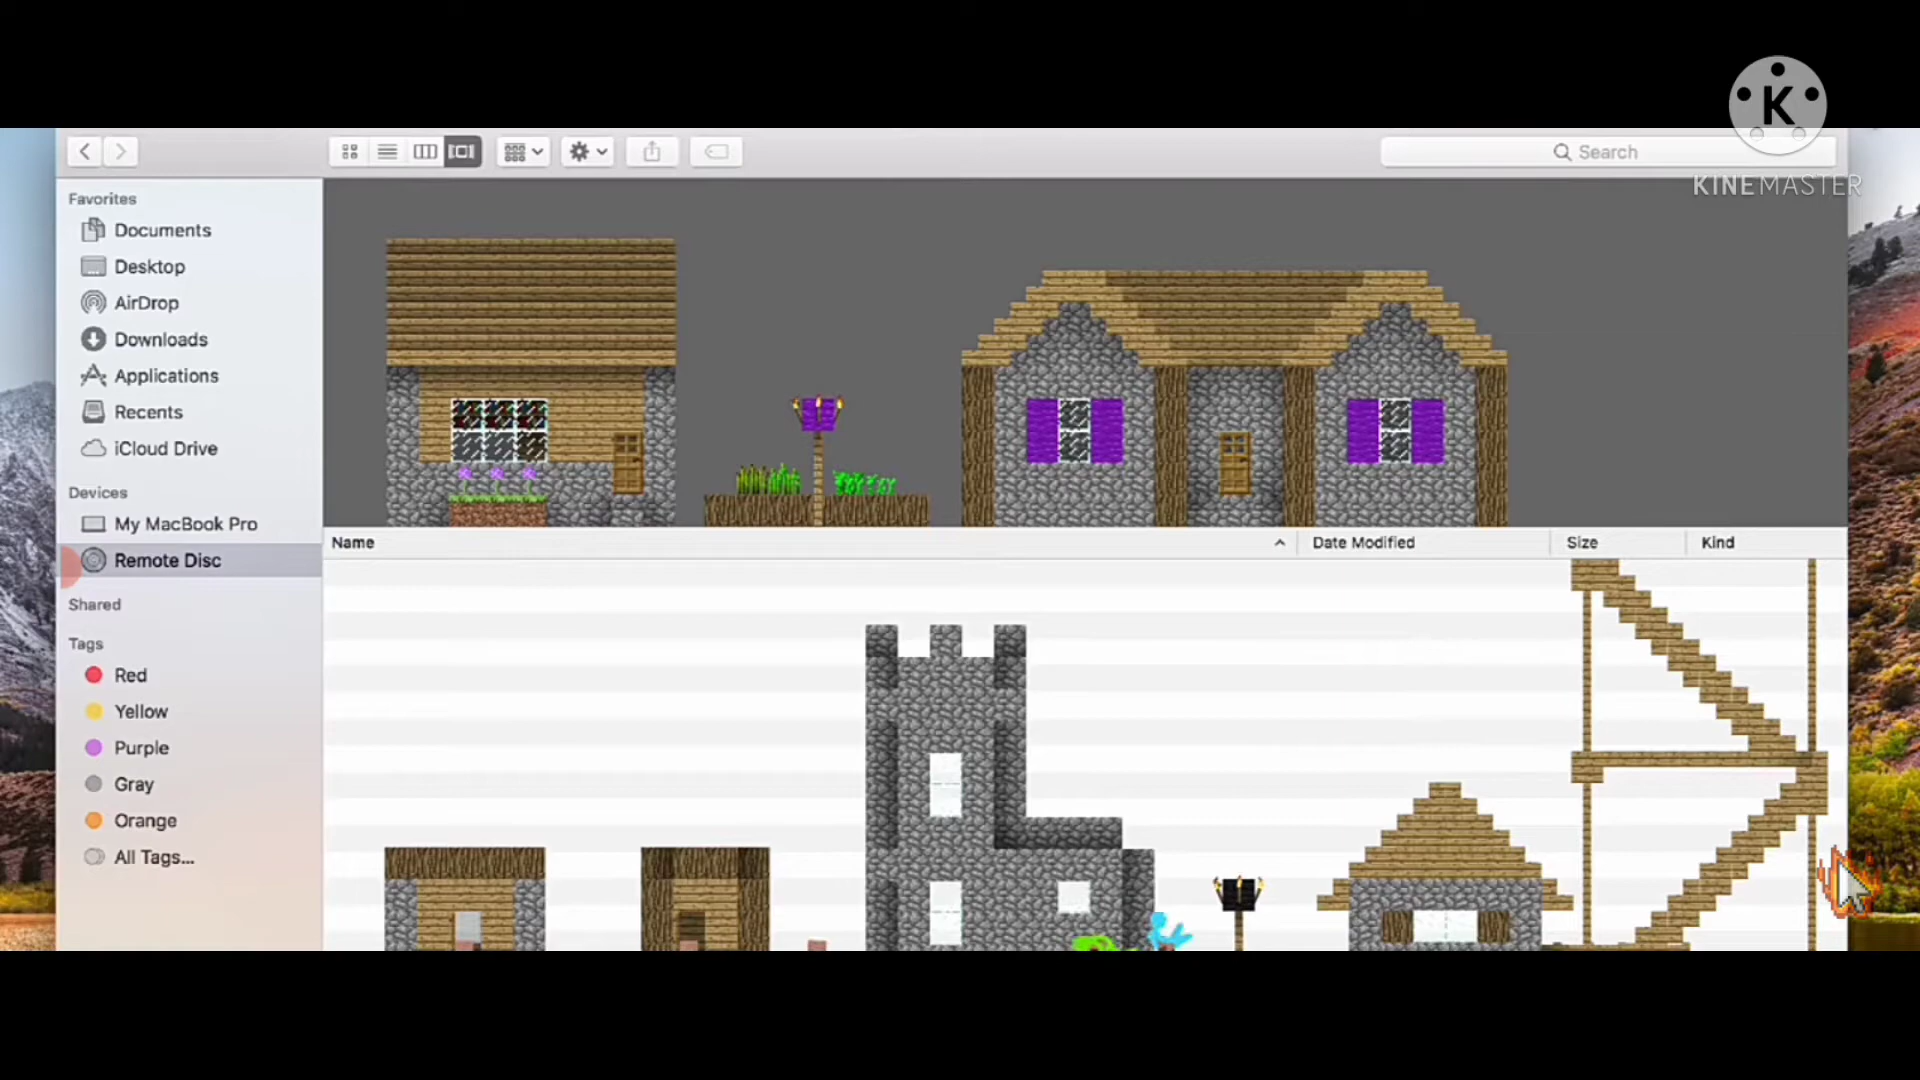 K
KINEMASTER
Search
Favorites
Documents
Desktop
AirDrop
Downloads
Applications
Recents
iCloud Drive
Devices
My MacBook Pro
Remote Disc
Shared
Tags
Red
Yellow
Purple
Gray
Orange
All Tags...
Name
Date Modified
Size
Kind